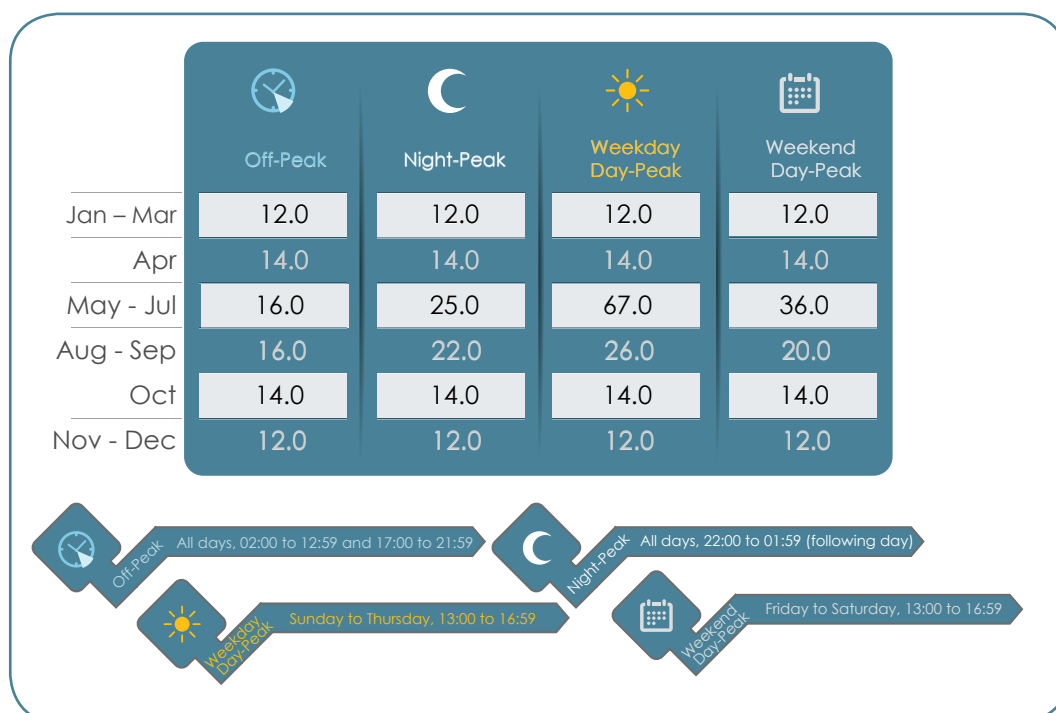 Off-Peak Night-Peak Weekday Day-Peak Weekend Day-Peak
Jan – Mar 12.0 12.0 12.0 12.0
Apr 14.0 14.0 14.0 14.0
May - Jul 16.0 25.0 67.0 36.0
Aug - Sep 16.0 22.0 26.0 20.0
Oct 14.0 14.0 14.0 14.0
Nov - Dec 12.0 12.0 12.0 12.0
Off-Peak All days, 02:00 to 12:59 and 17:00 to 21:59
Night-Peak All days, 22:00 to 01:59 (following day)
Weekday Day-Peak Sunday to Thursday, 13:00 to 16:59
Weekend Day-Peak Friday to Saturday, 13:00 to 16:59